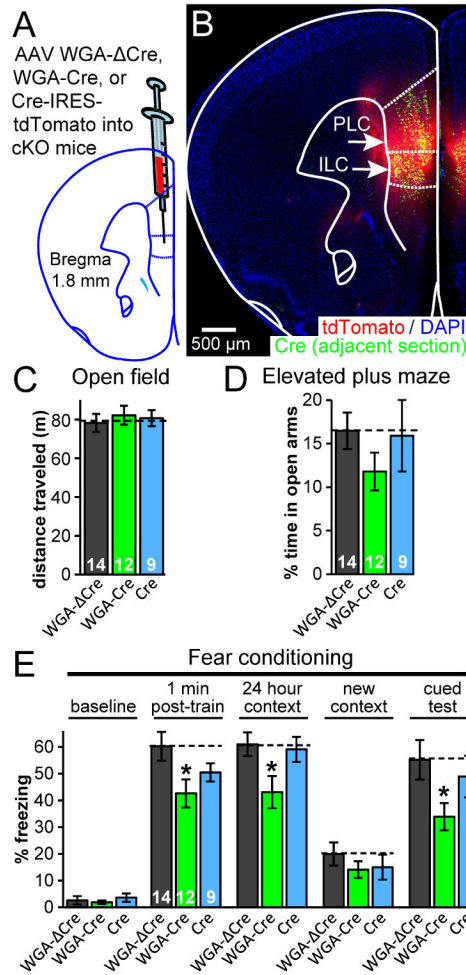 A
AAV WGA-ΔCre,
WGA-Cre, or
Cre-IRES-
tdTomato into
cKO mice
Bregma
1.8 mm
B
PLC
ILC
500 μm
tdTomato / DAPI
Cre (adjacent section)
C
Open field
distance traveled (m)
100
80
60
40
20
0
14
12
9
WGA-ΔCre
WGA-Cre
Cre
D
Elevated plus maze
% time in open arms
20
15
10
5
0
14
12
9
WGA-ΔCre
WGA-Cre
Cre
E
Fear conditioning
baseline
1 min
post-train
24 hour
context
new
context
cued
test
% freezing
60
50
40
30
20
10
0
*
*
*
14
12
9
WGA-ΔCre
WGA-Cre
Cre
WGA-ΔCre
WGA-Cre
Cre
WGA-ΔCre
WGA-Cre
Cre
WGA-ΔCre
WGA-Cre
Cre
WGA-ΔCre
WGA-Cre
Cre